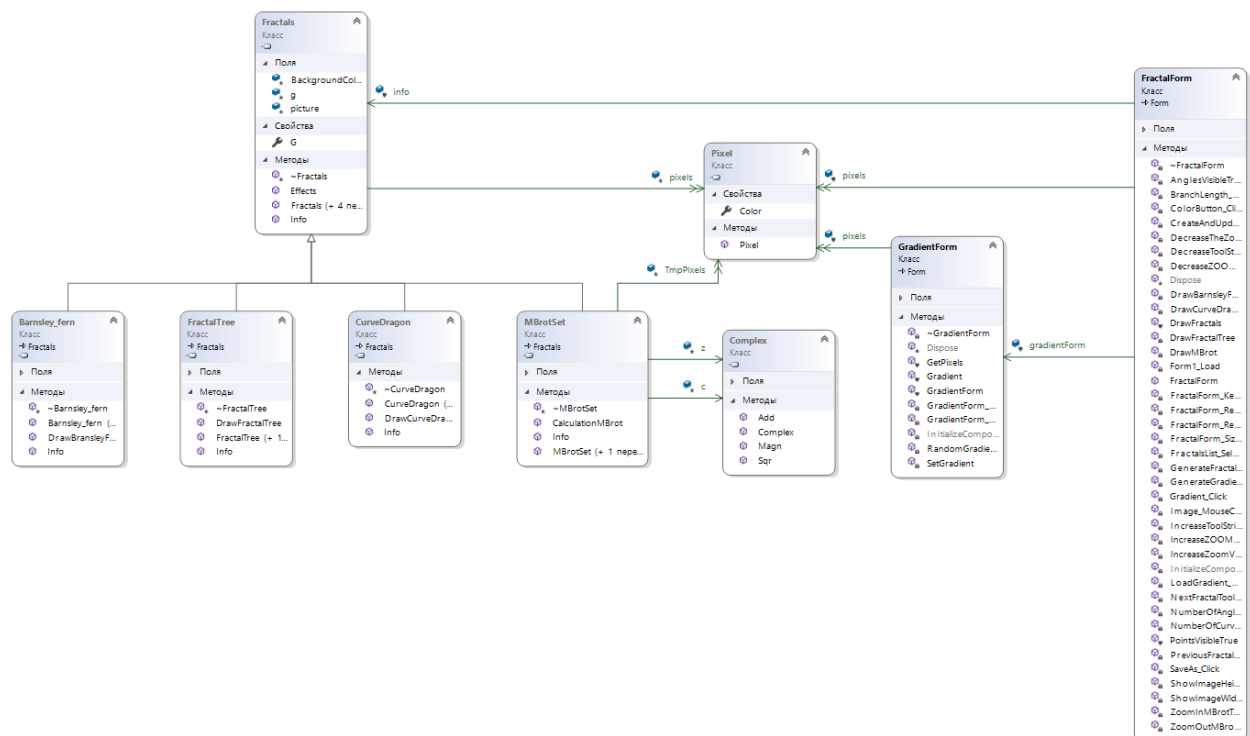 Fractals
Класс
Поля
BackgroundCol...
g
picture
Свойства
G
Методы
~Fractals
Effects
Fractals (+ 4 пе...
Info
info
pixels
Pixel
Класс
Свойства
Color
Методы
Pixel
pixels
pixels
TmpPixels
FractalForm
Класс
Form
Поля
Методы
~FractalForm
AnglesVisibleTr...
BranchLength_...
ColorButton_Cli...
CreateAndUpd...
DecreaseTheZo...
DecreaseToolSt...
DecreaseZOO...
Dispose
DrawBarnsleyF...
DrawCurveDra...
DrawFractals
DrawFractalTree
DrawMBrot
Form1_Load
FractalForm
FractalForm_Ke...
FractalForm_Re...
FractalForm_Re...
FractalForm_Siz...
FractalsList_Sel...
GenerateFractal...
GenerateGradie...
Gradient_Click
Image_MouseC...
IncreaseToolStri...
IncreaseZOOM...
IncreaseZoomV...
InitializeCompo...
LoadGradient_...
NextFractalTool...
NumberOfAngl...
NumberOfCurv...
PointsVisibleTrue
PreviousFractal...
SaveAs_Click
ShowImageHei...
ShowImageWid...
ZoomInMBrotT...
ZoomOutMBro...
GradientForm
Класс
Form
Поля
Методы
~GradientForm
Dispose
GetPixels
Gradient
GradientForm
GradientForm_...
GradientForm_...
InitializeCompo...
RandomGradie...
SetGradient
gradientForm
Barnsley_fern
Класс
Fractals
Поля
Методы
~Barnsley_fern
Barnsley_fern (...
DrawBransleyF...
Info
FractalTree
Класс
Fractals
Поля
Методы
~FractalTree
DrawFractalTree
FractalTree (+ 1...
Info
CurveDragon
Класс
Fractals
Методы
~CurveDragon
CurveDragon (...
DrawCurveDra...
Info
MBrotSet
Класс
Fractals
Поля
Методы
~MBrotSet
CalculationMBrot
Info
MBrotSet (+ 1 пере...
z
c
Complex
Класс
Поля
Методы
Add
Complex
Magn
Sqr